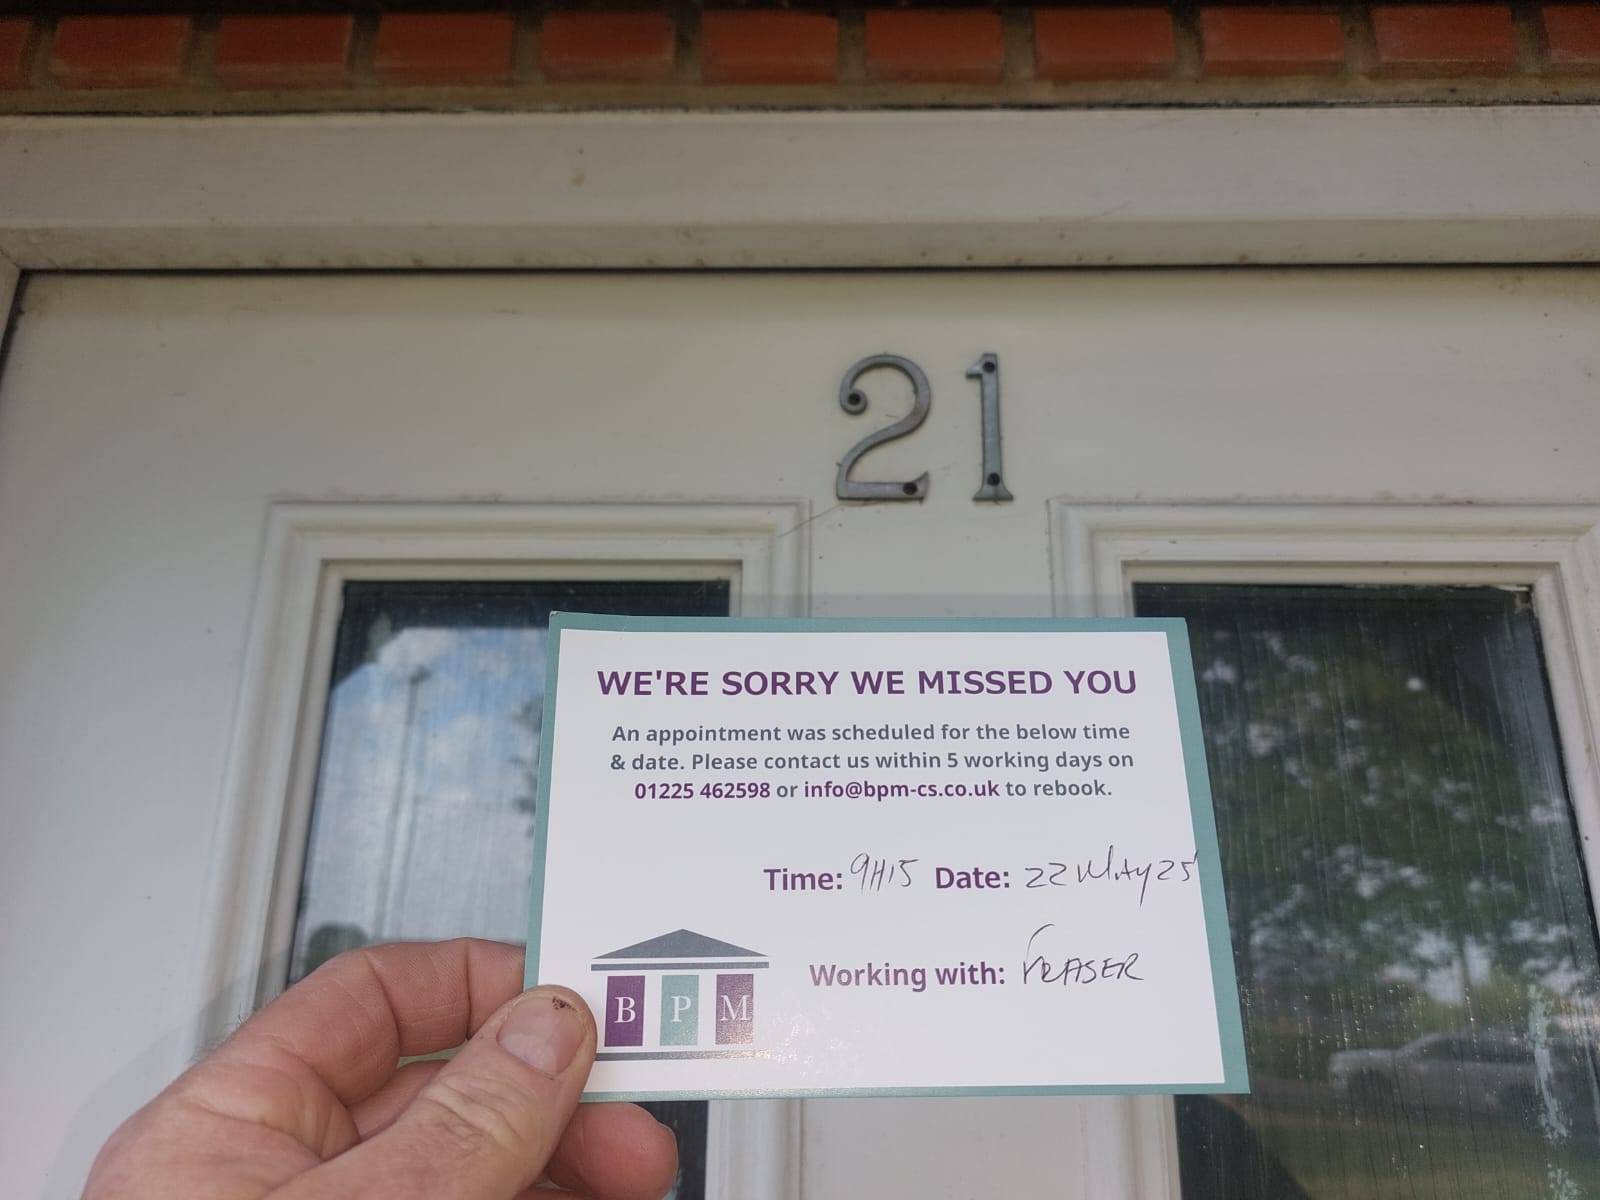 21
WE'RE SORRY WE MISSED YOU
An appointment was scheduled for the below time
& date. Please contact us within 5 working days on
01225 462598 or info@bpm-cs.co.uk to rebook.
Time: 9H15 Date: 22 MAY 25
Working with: FRASER
B P M